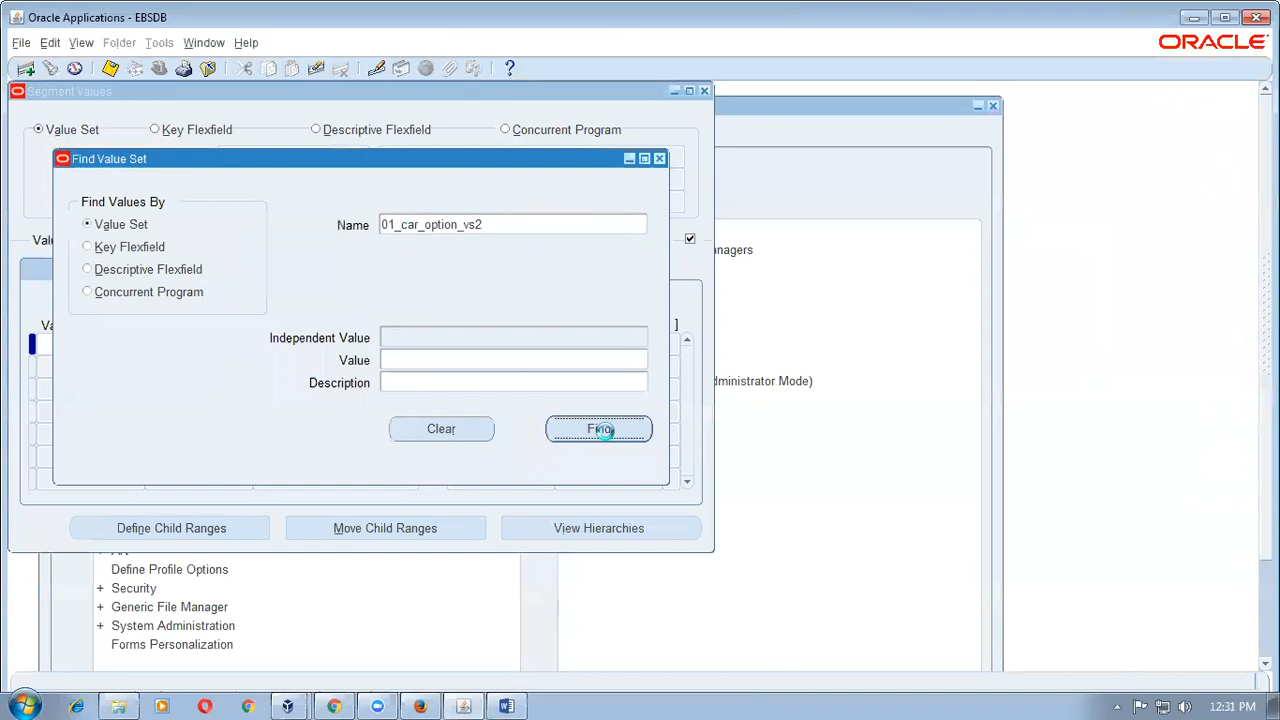 Oracle Applications - EBSDB
File Edit View Folder Tools Window Help
ORACLE
Segment Values
Value Set Key Flexfield Descriptive Flexfield Concurrent Program
Find Value Set
Find Values By
Value Set
Key Flexfield
Descriptive Flexfield
Concurrent Program
Name 01_car_option_vs2
Independent Value
Value
Description
Clear Find
Define Child Ranges Move Child Ranges View Hierarchies
Define Profile Options
+ Security
+ Generic File Manager
+ System Administration
Forms Personalization
12:31 PM